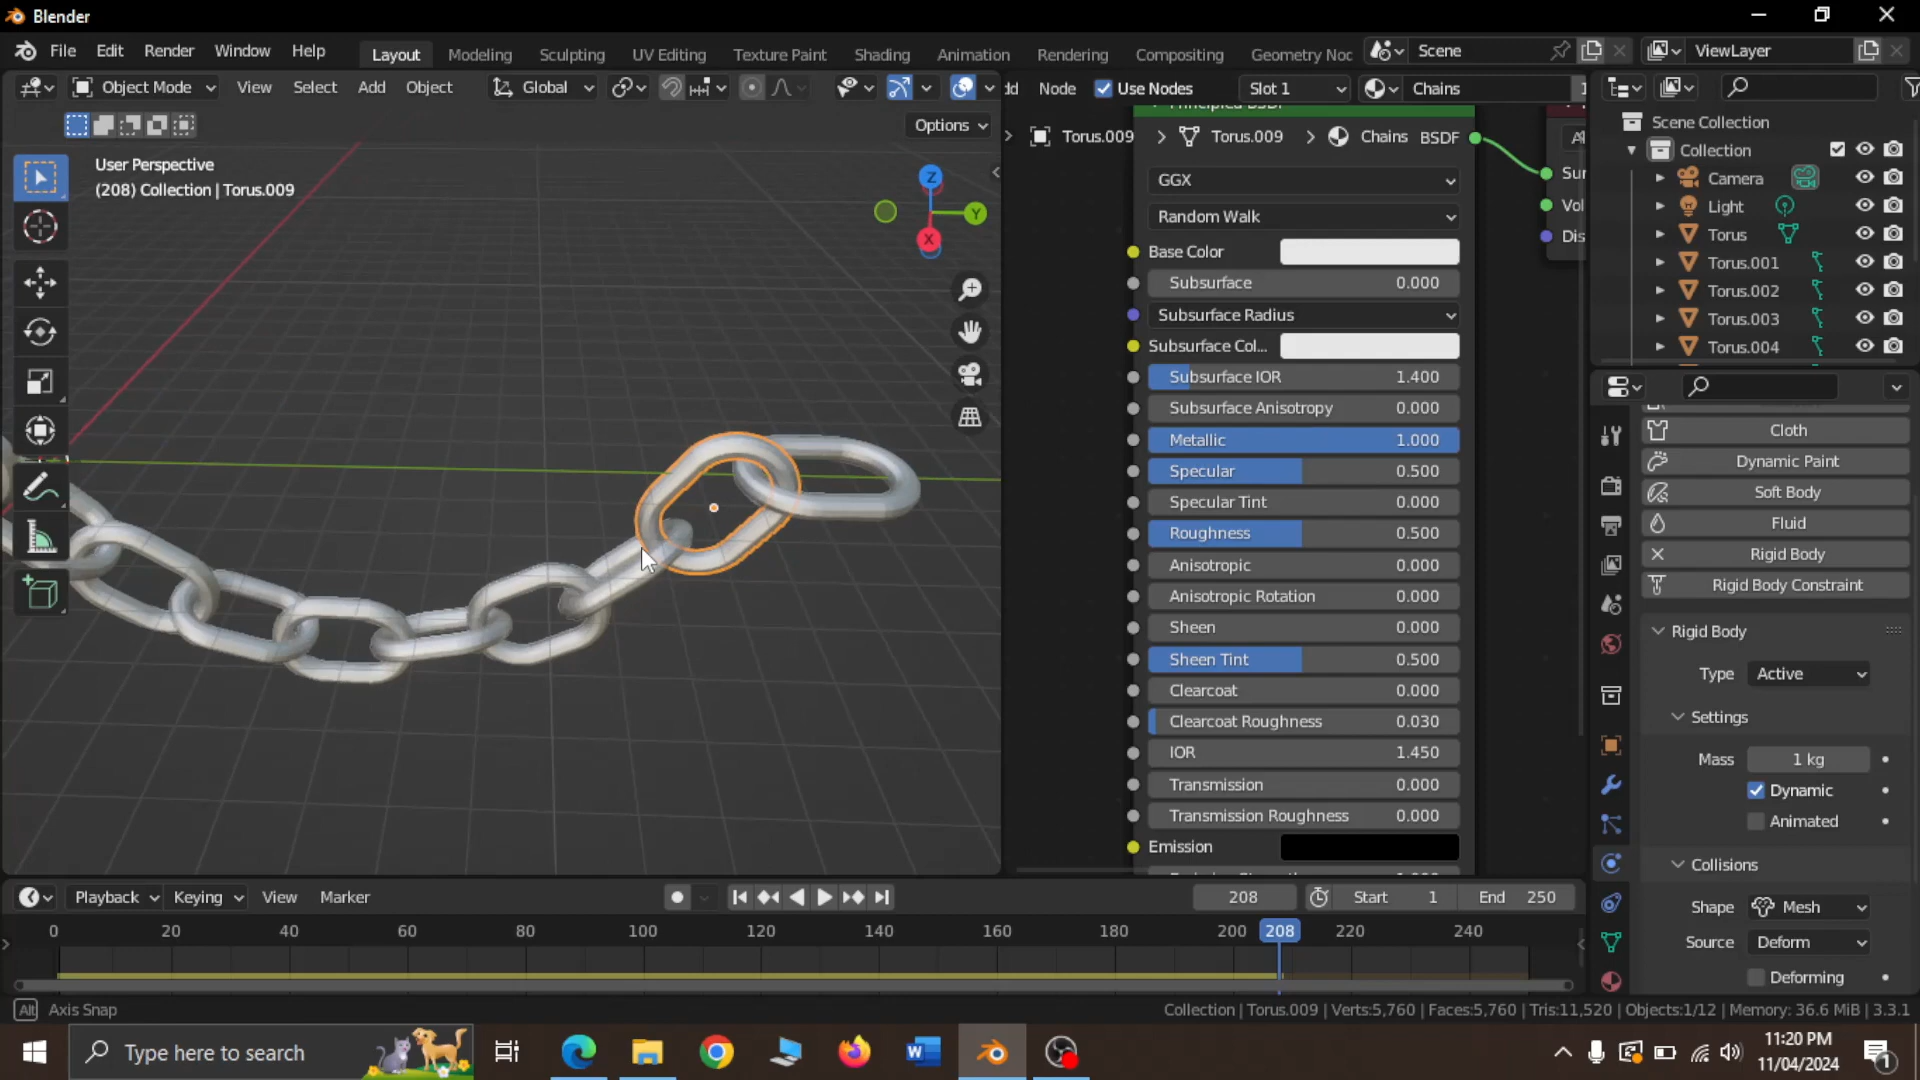 Blender
File Edit Render Window Help Layout Modeling Sculpting UV Editing Texture Paint Shading Animation Rendering Compositing Geometry Noc Scene ViewLayer
Object Mode View Select Add Object Global
Options
User Perspective
(208) Collection | Torus.009
Z
Y
X
Node Use Nodes Slot 1 Chains
Torus.009 > Torus.009 > Chains BSDF
GGX
Random Walk
Base Color
Subsurface 0.000
Subsurface Radius
Subsurface Col...
Subsurface IOR 1.400
Subsurface Anisotropy 0.000
Metallic 1.000
Specular 0.500
Specular Tint 0.000
Roughness 0.500
Anisotropic 0.000
Anisotropic Rotation 0.000
Sheen 0.000
Sheen Tint 0.500
Clearcoat 0.000
Clearcoat Roughness 0.030
IOR 1.450
Transmission 0.000
Transmission Roughness 0.000
Emission
Sur
Vol
Dis
Scene Collection
Collection
Camera
Light
Torus
Torus.001
Torus.002
Torus.003
Torus.004
Cloth
Dynamic Paint
Soft Body
Fluid
Rigid Body
Rigid Body Constraint
Rigid Body
Type Active
Settings
Mass 1 kg
Dynamic
Animated
Collisions
Shape Mesh
Source Deform
Deforming
Playback Keying View Marker 208 Start 1 End 250
0 20 40 60 80 100 120 140 160 180 200 208 220 240
Alt Axis Snap
Collection | Torus.009 | Verts:5,760 | Faces:5,760 | Tris:11,520 | Objects:1/12 | Memory: 36.6 MiB | 3.3.1
Type here to search
11:20 PM
11/04/2024
1